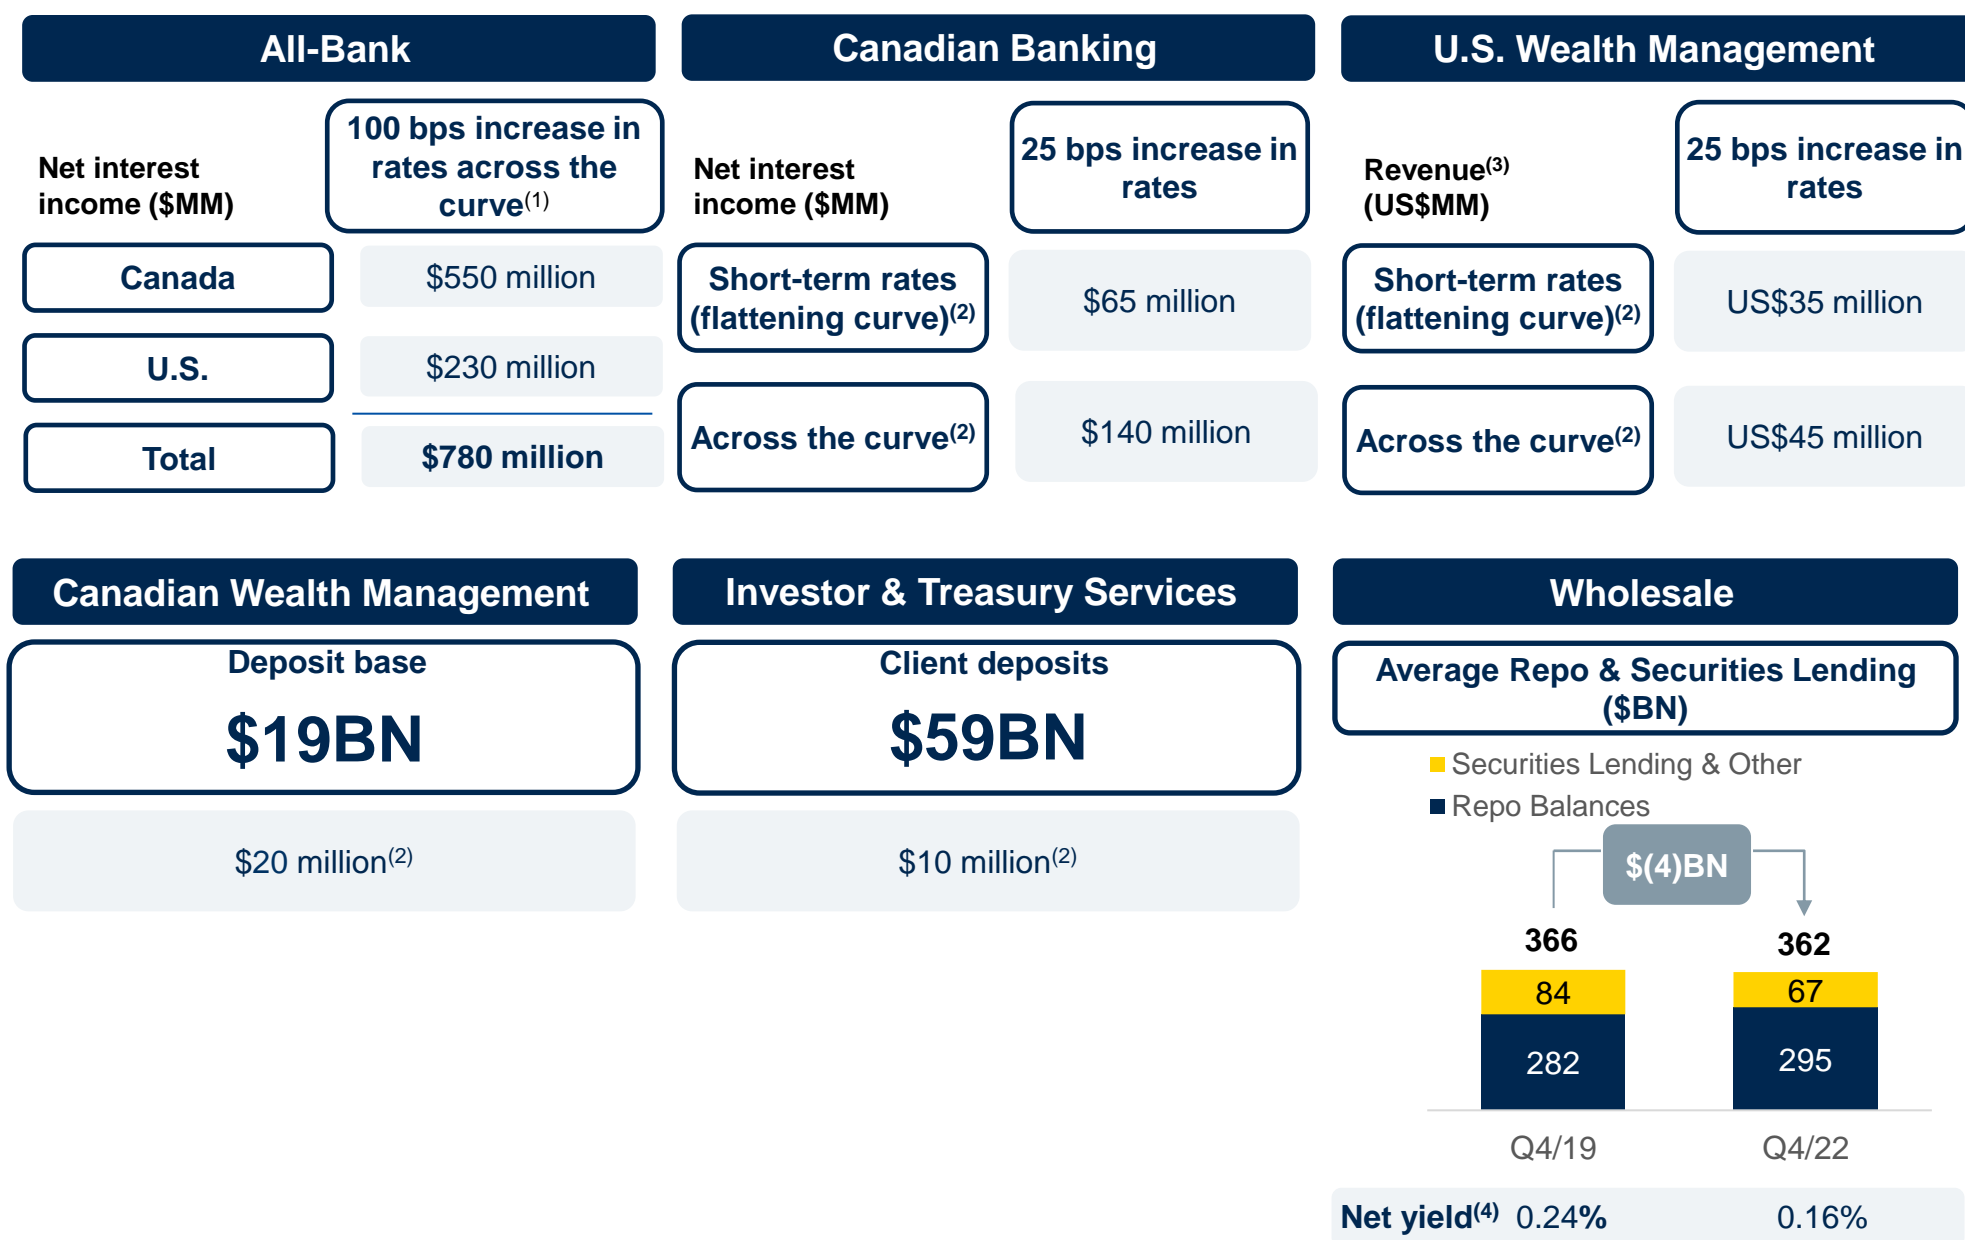 All-Bank
Net interest
income ($MM)
100 bps increase in
rates across the
curve(1)
Canada
$550 million
U.S.
$230 million
Total
$780 million
Canadian Banking
Net interest
income ($MM)
25 bps increase in
rates
Short-term rates
(flattening curve)(2)
$65 million
Across the curve(2)
$140 million
U.S. Wealth Management
Revenue(3)
(US$MM)
25 bps increase in
rates
Short-term rates
(flattening curve)(2)
US$35 million
Across the curve(2)
US$45 million
Canadian Wealth Management
Deposit base
$19BN
$20 million(2)
Investor & Treasury Services
Client deposits
$59BN
$10 million(2)
Wholesale
Average Repo & Securities Lending
($BN)
Securities Lending & Other
Repo Balances
$(4)BN
366
362
84
67
282
295
Q4/19
Q4/22
Net yield(4) 0.24% 0.16%